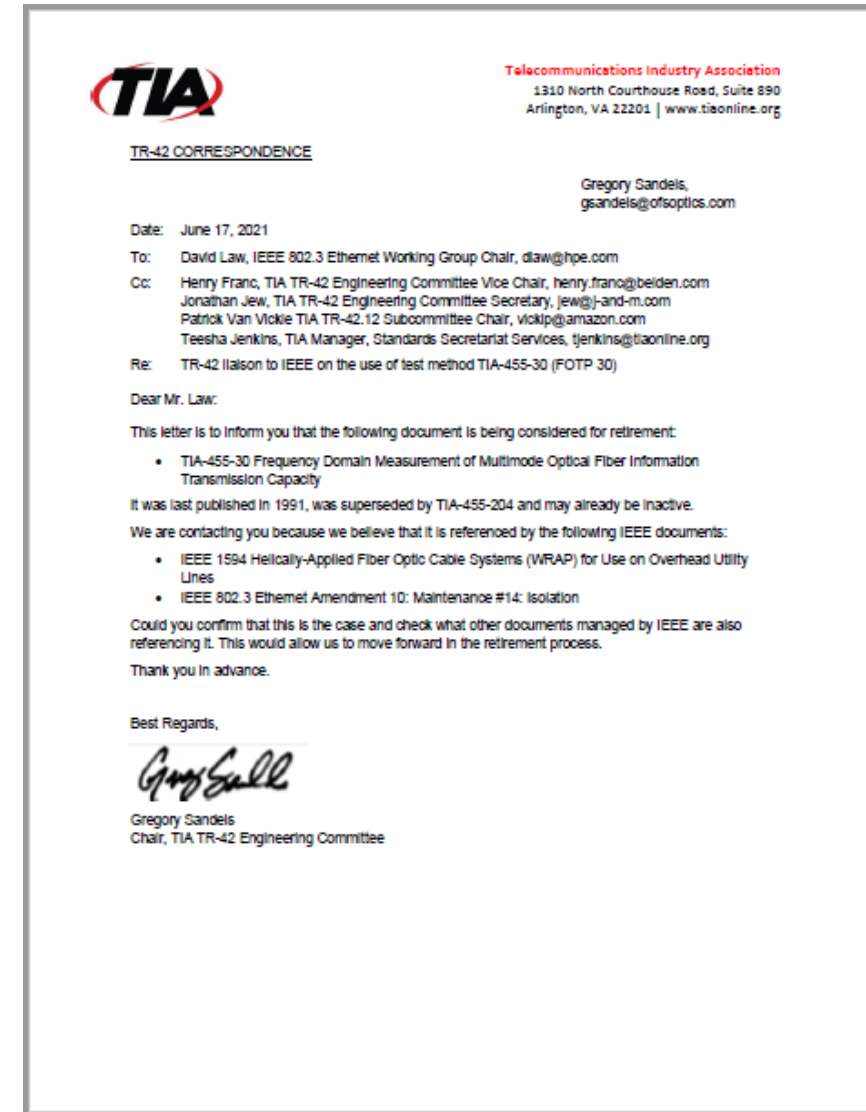 TIA
Telecommunications Industry Association
1310 North Courthouse Road, Suite 890
Arlington, VA 22201 | www.tiaonline.org
TR-42 CORRESPONDENCE
Gregory Sandels,
gsandels@ofsoptics.com
Date: June 17, 2021
To: David Law, IEEE 802.3 Ethernet Working Group Chair, dlaw@hpe.com
Cc: Henry Franc, TIA TR-42 Engineering Committee Vice Chair, henry.franc@belden.com
Jonathan Jew, TIA TR-42 Engineering Committee Secretary, jew@j-and-m.com
Patrick Van Vickle TIA TR-42.12 Subcommittee Chair, vickip@amazon.com
Teesha Jenkins, TIA Manager, Standards Secretariat Services, tjenkins@tiaonline.org
Re: TR-42 liaison to IEEE on the use of test method TIA-455-30 (FOTP 30)
Dear Mr. Law:
This letter is to inform you that the following document is being considered for retirement:
• TIA-455-30 Frequency Domain Measurement of Multimode Optical Fiber Information
Transmission Capacity
It was last published in 1991, was superseded by TIA-455-204 and may already be inactive.
We are contacting you because we believe that it is referenced by the following IEEE documents:
• IEEE 1594 Helically-Applied Fiber Optic Cable Systems (WRAP) for Use on Overhead Utility
Lines
• IEEE 802.3 Ethernet Amendment 10: Maintenance #14: Isolation
Could you confirm that this is the case and check what other documents managed by IEEE are also
referencing it. This would allow us to move forward in the retirement process.
Thank you in advance.
Best Regards,
Gregory Sandels
Chair, TIA TR-42 Engineering Committee